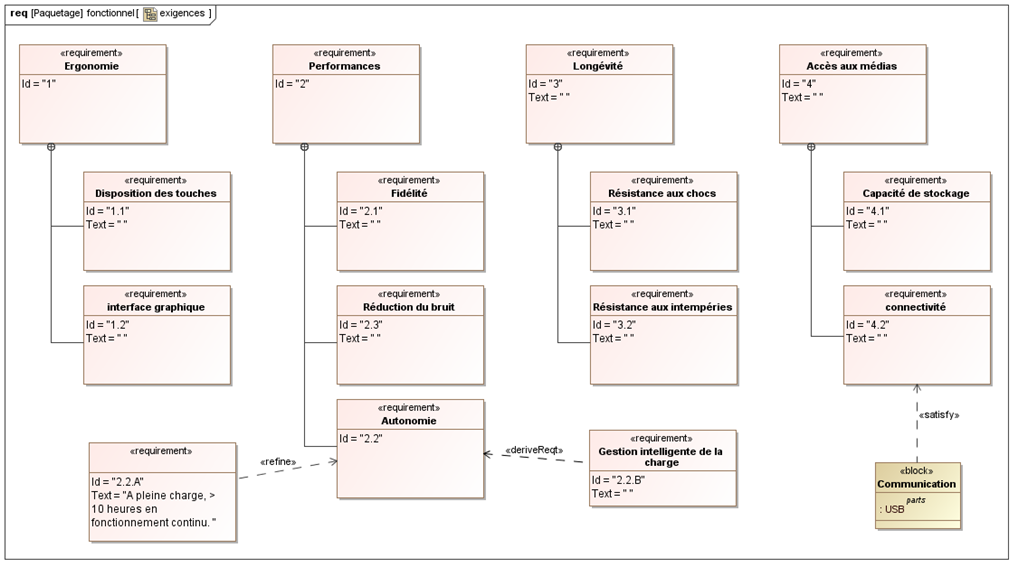 req [Paquetage] fonctionnel[ exigences ]
«requirement»
Ergonomie
Id = "1"
«requirement»
Performances
Id = "2"
«requirement»
Longévité
Id = "3"
Text = " "
«requirement»
Accès aux médias
Id = "4"
Text = " "
«requirement»
Disposition des touches
Id = "1.1"
Text = " "
«requirement»
Fidélité
Id = "2.1"
Text = " "
«requirement»
Résistance aux chocs
Id = "3.1"
Text = " "
«requirement»
Capacité de stockage
Id = "4.1"
Text = " "
«requirement»
interface graphique
Id = "1.2"
Text = " "
«requirement»
Réduction du bruit
Id = "2.3"
Text = " "
«requirement»
Résistance aux intempéries
Id = "3.2"
Text = " "
«requirement»
connectivité
Id = "4.2"
Text = " "
«requirement»
Autonomie
Id = "2.2"
«requirement»
Id = "2.2.A"
Text = "A pleine charge, >
10 heures en
fonctionnement continu. "
«refine»
«deriveReqt»
«requirement»
Gestion intelligente de la
charge
Id = "2.2.B"
Text = " "
«satisfy»
«block»
Communication
parts
: USB